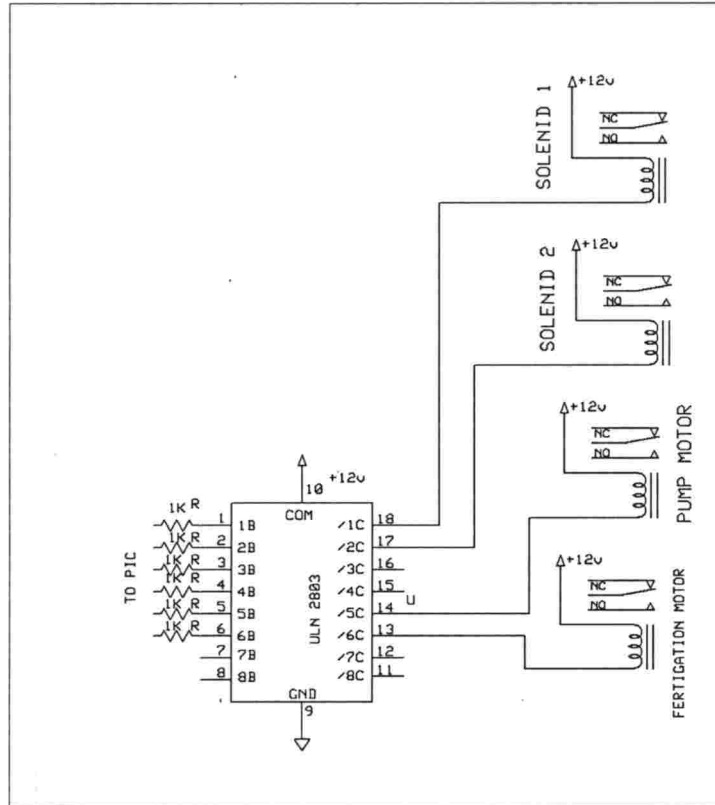 +12v
SOLENID 1
NC
NO
+12v
SOLENID 2
NC
NO
+12v
PUMP MOTOR
NC
NO
+12v
FERTIGATION MOTOR
NC
NO
+12v
10
COM
TO PIC
1K R
1K R
1K R
1K R
1K R
1K R
1 1B
2 2B
3 3B
4 4B
5 5B
6 6B
7 7B
8 8B
ULN 2803
/1C 18
/2C 17
/3C 16
/4C 15
/5C 14
/6C 13
/7C 12
/8C 11
U
GND
9